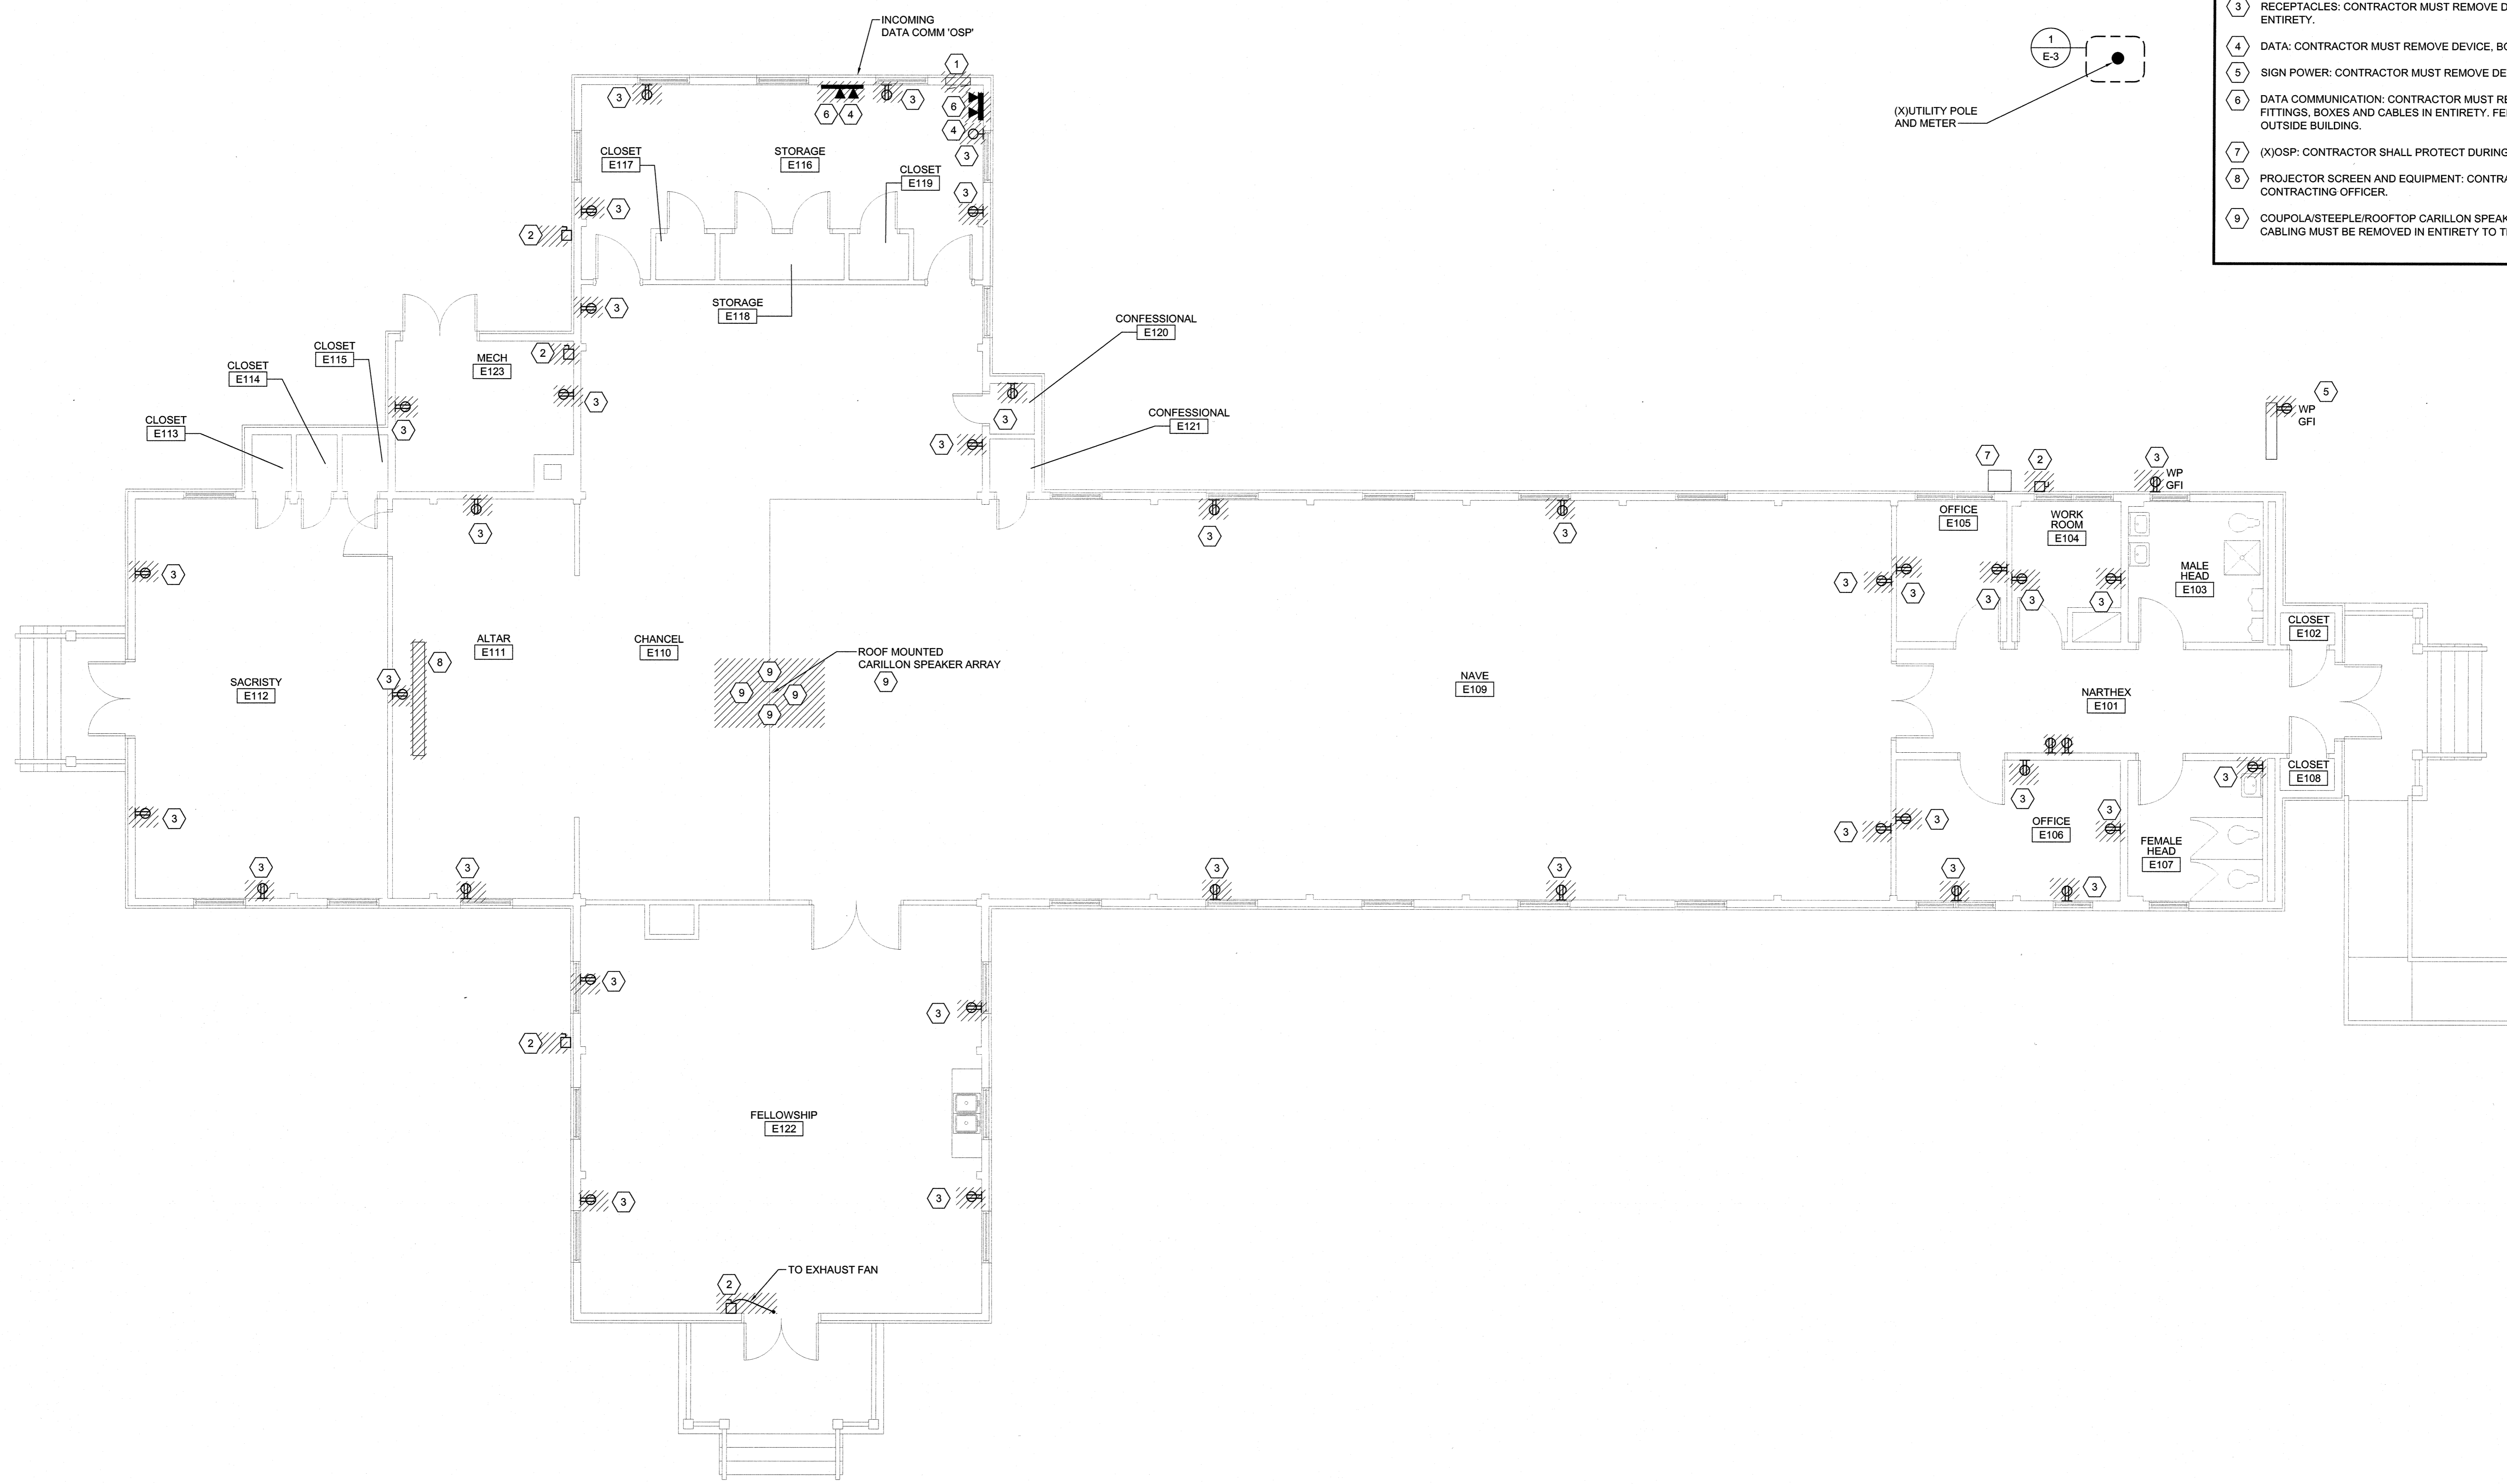 INCOMING
DATA COMM 'OSP'
1
3
3
6
4
6
4
3
3
3
2
3
2
3
3
3
3
CLOSET
E117
STORAGE
E116
CLOSET
E119
STORAGE
E118
CONFESSIONAL
E120
CONFESSIONAL
E121
MECH
E123
CLOSET
E115
CLOSET
E114
CLOSET
E113
1
E-3
(X)UTILITY POLE
AND METER
3 RECEPTACLES: CONTRACTOR MUST REMOVE
ENTIRETY.
4 DATA: CONTRACTOR MUST REMOVE DEVICE,
5 SIGN POWER: CONTRACTOR MUST REMOVE
6 DATA COMMUNICATION: CONTRACTOR MUST
FITTINGS, BOXES AND CABLES IN ENTIRETY.
OUTSIDE BUILDING.
7 (X)OSP: CONTRACTOR SHALL PROTECT DURING
8 PROJECTOR SCREEN AND EQUIPMENT:
CONTRACTING OFFICER.
9 COUPOLA/STEEPLE/ROOFTOP CARILLON
CABLING MUST BE REMOVED IN ENTIRETY TO
5
WP
GFI
7
2
3
WP
GFI
3
3
3
3
OFFICE
E105
WORK
ROOM
E104
MALE
HEAD
E103
3
3
3
3
3
3
CLOSET
E102
SACRISTY
E112
ALTAR
E111
CHANCEL
E110
8
3
ROOF MOUNTED
CARILLON SPEAKER ARRAY
9
9
9
9
9
NAVE
E109
NARTHEX
E101
CLOSET
E108
3
3
3
3
3
3
OFFICE
E106
FEMALE
HEAD
E107
3
3
3
3
3
3
3
3
3
2
FELLOWSHIP
E122
3
3
2
TO EXHAUST FAN